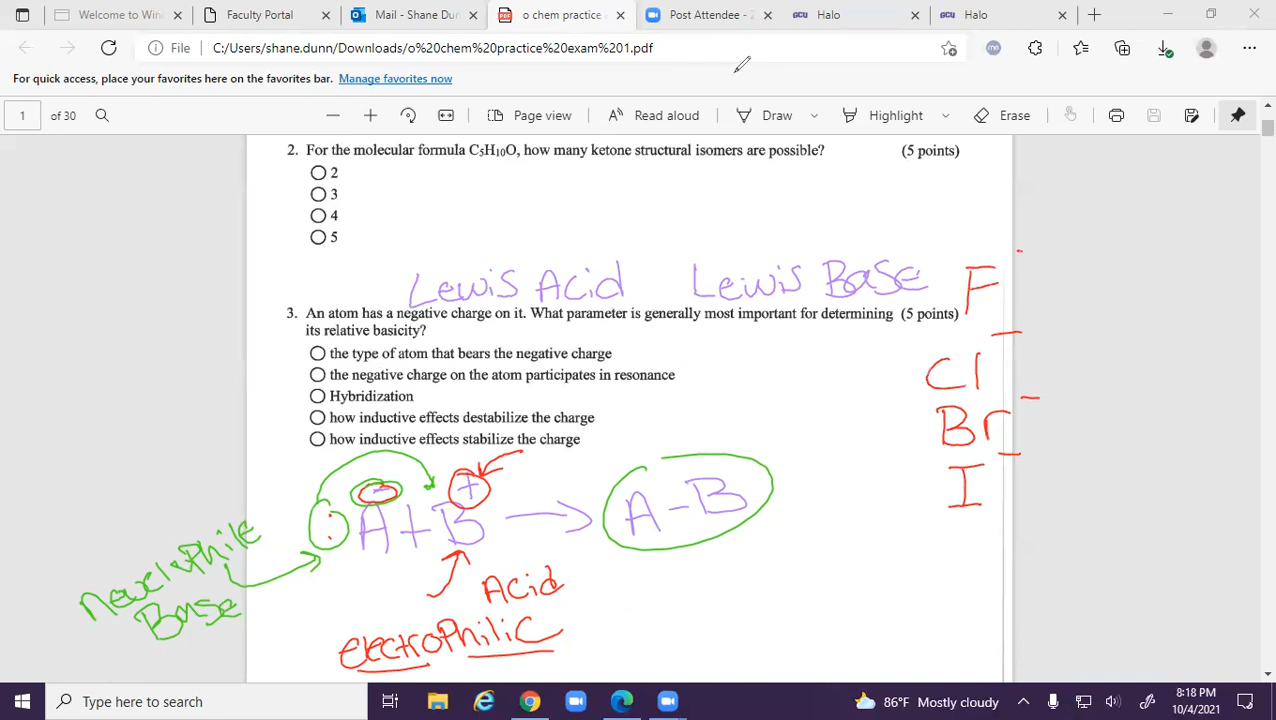 Welcome to Wind
Faculty Portal
Mail - Shane Dun
o chem practice e
Post Attendee - Z
GCU Halo
GCU Halo
File C:/Users/shane.dunn/Downloads/o%20chem%20practice%20exam%201.pdf
For quick access, place your favorites here on the favorites bar. Manage favorites now
1 of 30 Page view A Read aloud Draw Highlight Erase
2. For the molecular formula C5H10O, how many ketone structural isomers are possible? (5 points)
2
3
4
5
Lewis Acid Lewis Base
3. An atom has a negative charge on it. What parameter is generally most important for determining (5 points)
its relative basicity?
the type of atom that bears the negative charge
the negative charge on the atom participates in resonance
Hybridization
how inductive effects destabilize the charge
how inductive effects stabilize the charge
F
Cl
Br
I
- +
: A + B → A-B
Base
Acid
electroPhilic
Type here to search
86°F Mostly cloudy
8:18 PM
10/4/2021